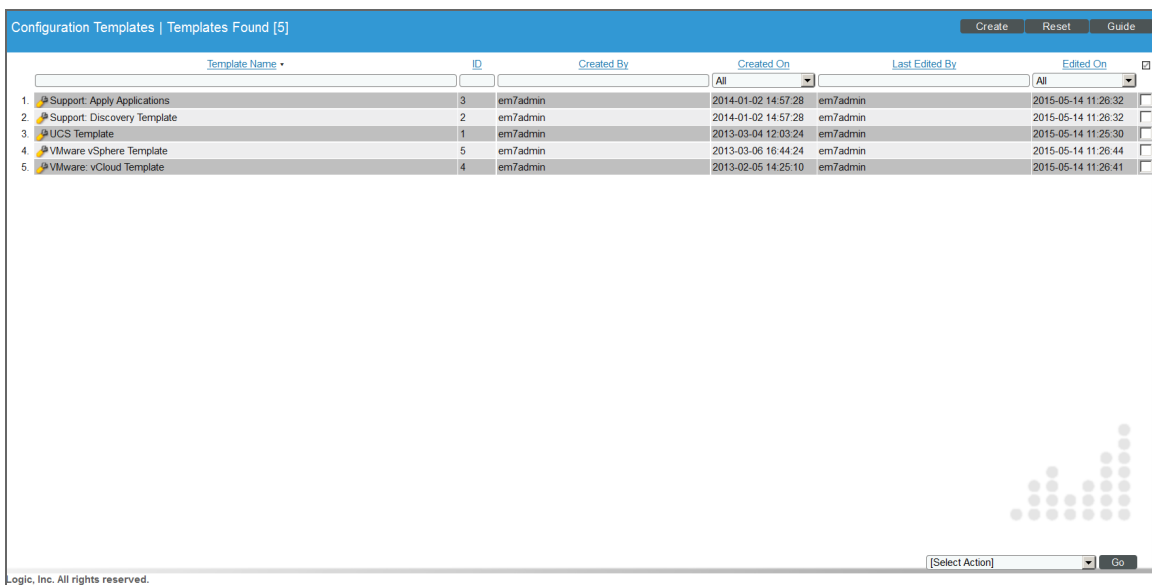 Configuration Templates | Templates Found [5]
Create
Reset
Guide
Template Name
ID
Created By
Created On
Last Edited By
Edited On
All
All
1. Support: Apply Applications 3 em7admin 2014-01-02 14:57:28 em7admin 2015-05-14 11:26:32
2. Support: Discovery Template 2 em7admin 2014-01-02 14:57:28 em7admin 2015-05-14 11:26:32
3. UCS Template 1 em7admin 2013-03-04 12:03:24 em7admin 2015-05-14 11:25:30
4. VMware vSphere Template 5 em7admin 2013-03-06 16:44:24 em7admin 2015-05-14 11:26:44
5. VMware: vCloud Template 4 em7admin 2013-02-05 14:25:10 em7admin 2015-05-14 11:26:41
[Select Action]
Go
Logic, Inc. All rights reserved.